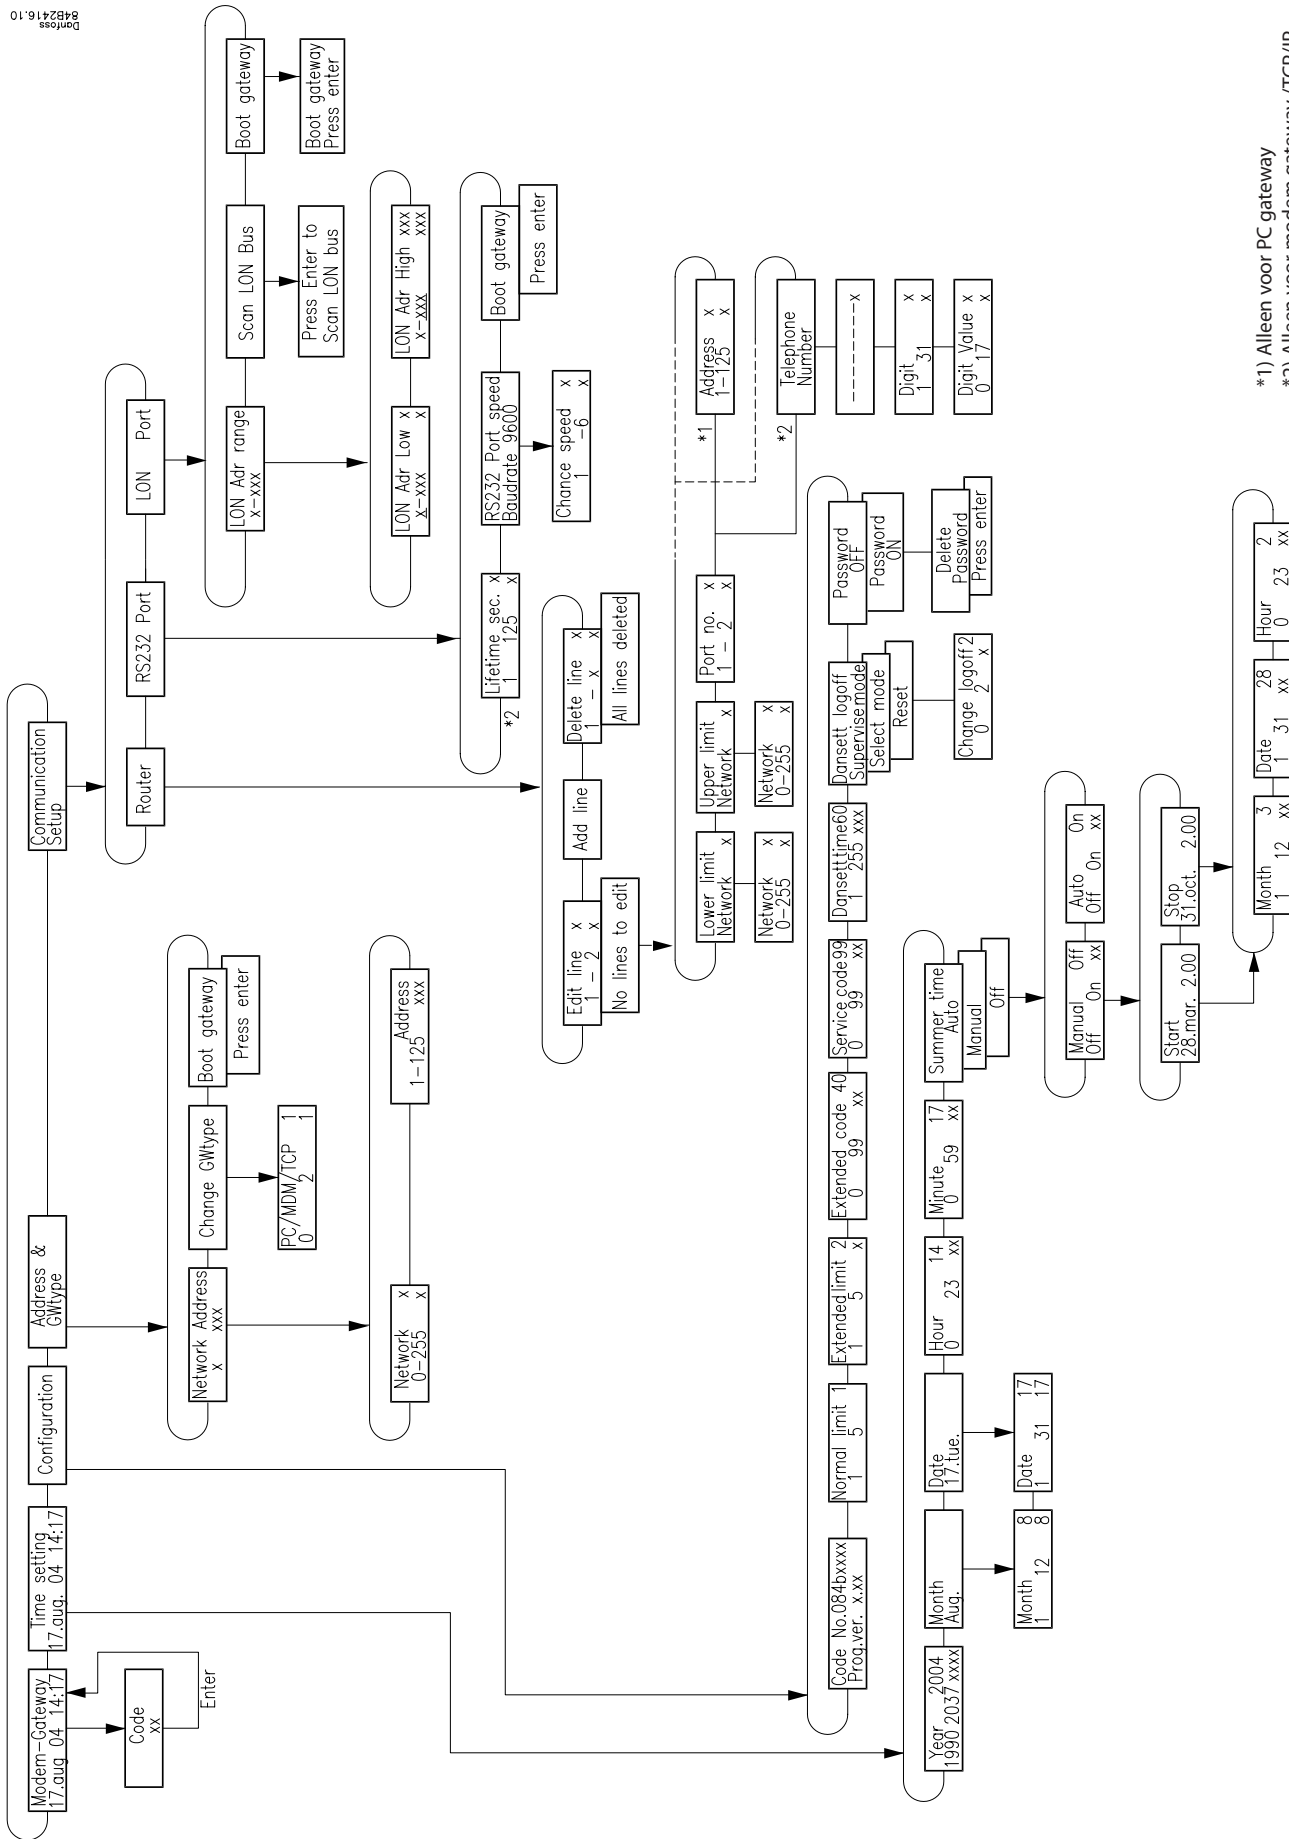 Danfoss
84B2416.10
Modem-Gateway
17.aug 04 14:17
Code
xx
Enter
Time setting
17.aug. 04 14:17
Configuration
Address &
GWtype
Communication
Setup
Router
RS232 Port
LON Port
LON Adr range
x-xxx
Scan LON Bus
Press Enter to
Scan LON bus
Boot gateway
Boot gateway
Press enter
LON Adr Low x
x-xxx x
LON Adr High xxx
x-xxx xxx
*2
Lifetime sec. x
1 125 x
RS232 Port speed
Baudrate 9600
Chance speed x
1 -6 x
Boot gateway
Press enter
Network Address
x xxx
Change GWtype
PC/MDM/TCP 1
0 2 1
Boot gateway
Press enter
Network x
0-255 x
Address
1-125 xxx
Edit line x
1 - 2 x
No lines to edit
Add line
Delete line x
1 - x x
All lines deleted
Lower limit
Network x
Network x
0-255 x
Upper limit
Network x
Network x
0-255 x
Port no. x
1 - 2 x
*1
Address x
1-125 x
*2
Telephone
Number
---------x
Digit x
1 31 x
Digit Value x
0 17 x
Code No.084bxxxx
Prog.ver. x.xx
Normal limit 1
1 5
Extended limit 2
1 5 x
Extended code 40
0 99 xx
Service code99
0 99 xx
Dansett time60
1 255 xxx
Dansett logoff
Supervisemode
Select mode
Reset
Change logoff2
0 2 x
Password
OFF
Password
ON
Delete
Password
Press enter
Year 2004
1990 2037 xxxx
Month
Aug.
Month 8
1 12 8
Date
17.tue.
Date 17
1 31 17
Hour 14
0 23 xx
Minute 17
0 59 xx
Summer time
Auto
Manual
Off
Manual Off
Off On xx
Auto On
Off On xx
Start
28.mar. 2.00
Stop
31.oct. 2.00
Month 3
1 12 xx
Date 28
1 31 xx
Hour 2
0 23 xx
*1) Alleen voor PC gateway
*2) Alleen voor modem gateway /TCP/IP